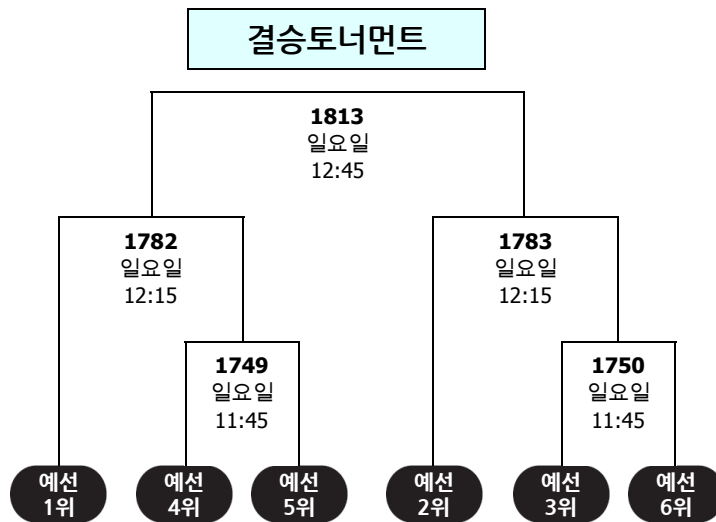 결승토너먼트
1813
일요일
12:45
1782
일요일
12:15
1783
일요일
12:15
1749
일요일
11:45
1750
일요일
11:45
예선
1위
예선
4위
예선
5위
예선
2위
예선
3위
예선
6위